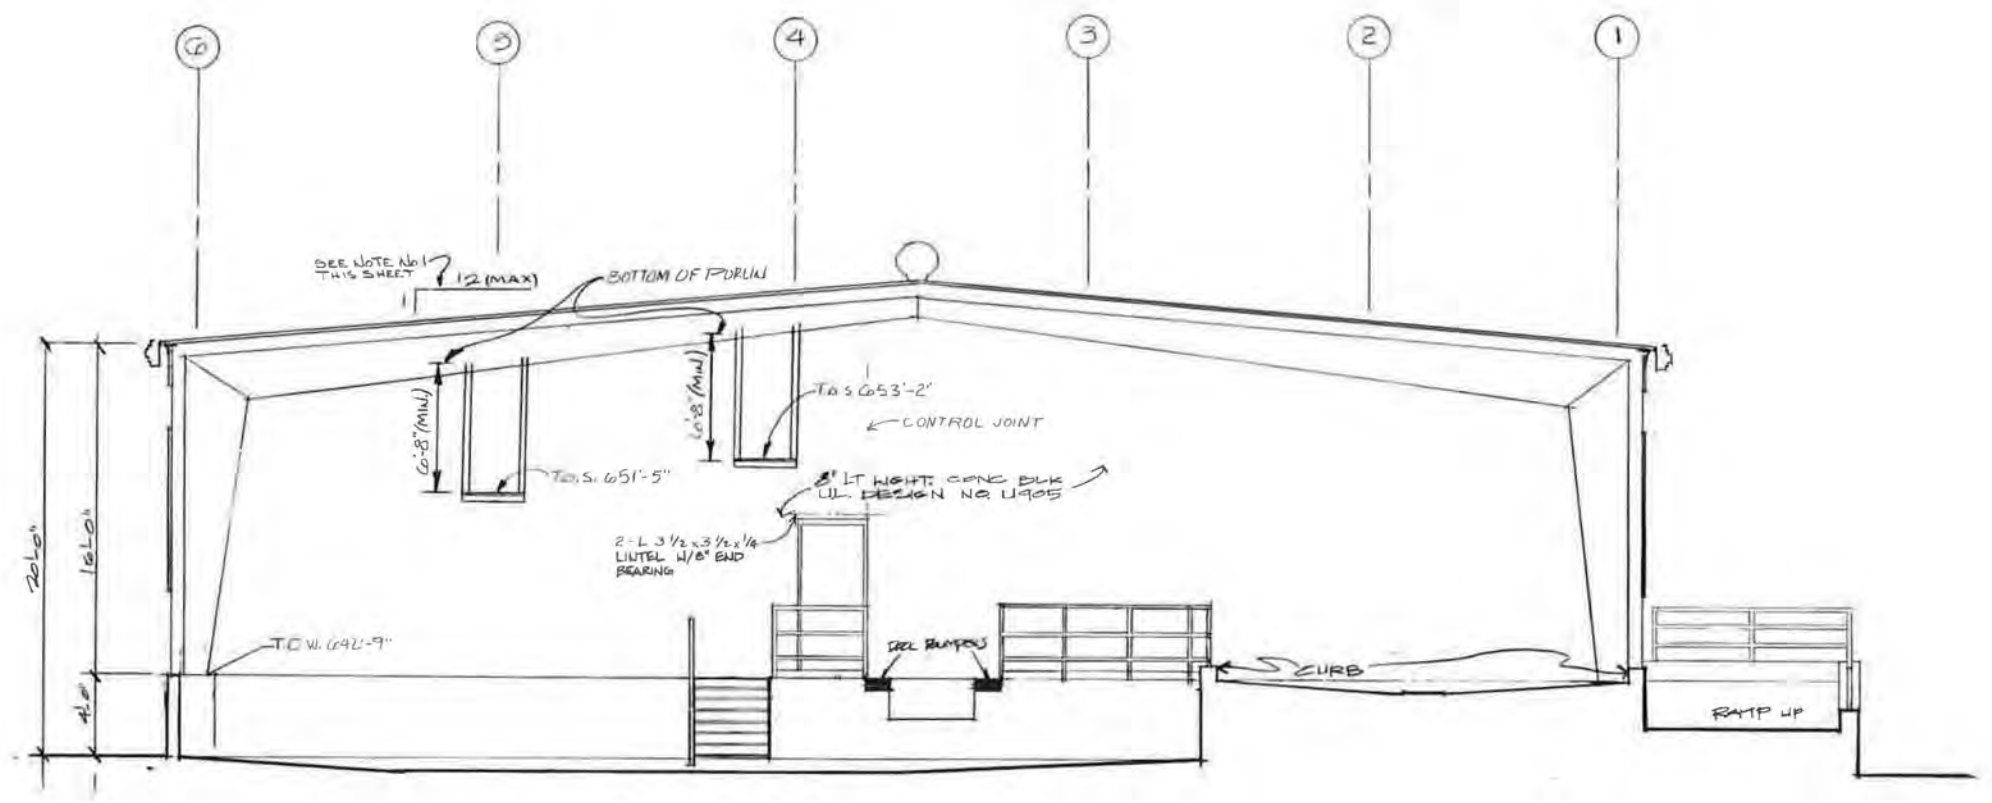 6 5 4 3 2 1
SEE NOTE No.1
THIS SHEET
12 (MAX)
1
BOTTOM OF PURLIN
6'-8" (MIN)
6'-8" (MIN)
T.O.S 653'-2"
CONTROL JOINT
T.O.S. 651'-5"
8" LT WGHT. CONC BLK
UL. DESIGN NO. U905
2-L 3 1/2 x 3 1/2 x 1/4
LINTEL W/8" END
BEARING
20'-0"
16'-0"
T.C.W. 642'-9"
BUMPERS
CURB
4'-0"
RAMP UP